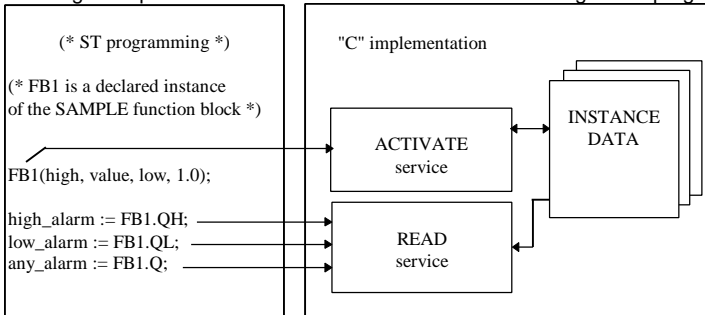 (* ST programming *)
(* FB1 is a declared instance
of the SAMPLE function block *)
FB1(high, value, low, 1.0);
high_alarm := FB1.QH;
low_alarm := FB1.QL;
any_alarm := FB1.Q;
"C" implementation
ACTIVATE
service
READ
service
INSTANCE
DATA